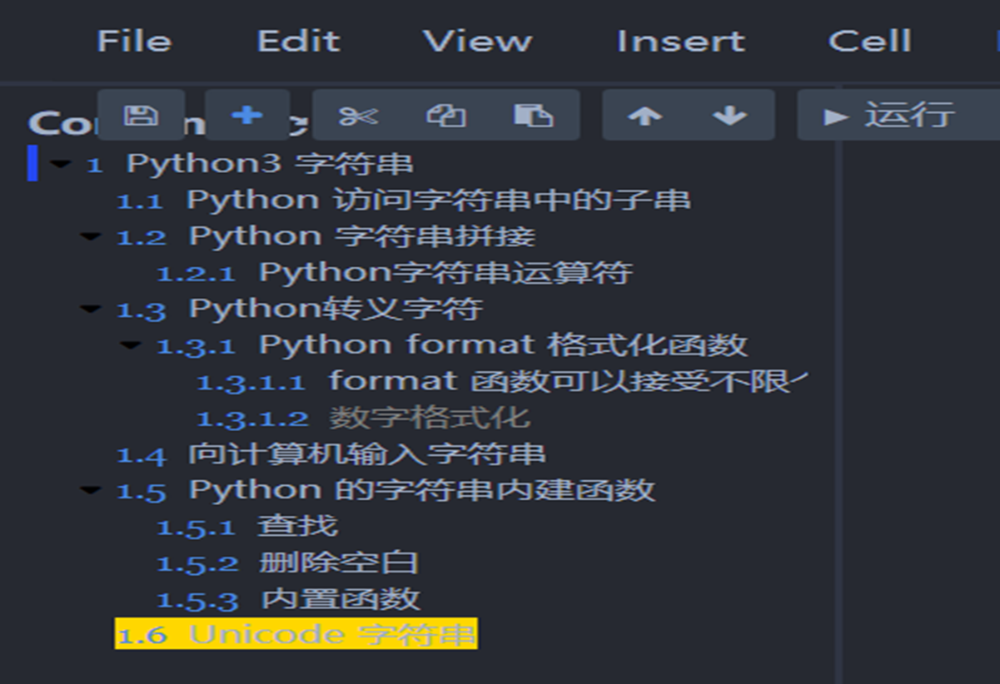 File Edit View Insert Cell
运行
1 Python3 字符串
1.1 Python 访问字符串中的子串
1.2 Python 字符串拼接
1.2.1 Python字符串运算符
1.3 Python转义字符
1.3.1 Python format 格式化函数
1.3.1.1 format 函数可以接受不限
1.3.1.2 数字格式化
1.4 向计算机输入字符串
1.5 Python 的字符串内建函数
1.5.1 查找
1.5.2 删除空白
1.5.3 内置函数
1.6 Unicode 字符串